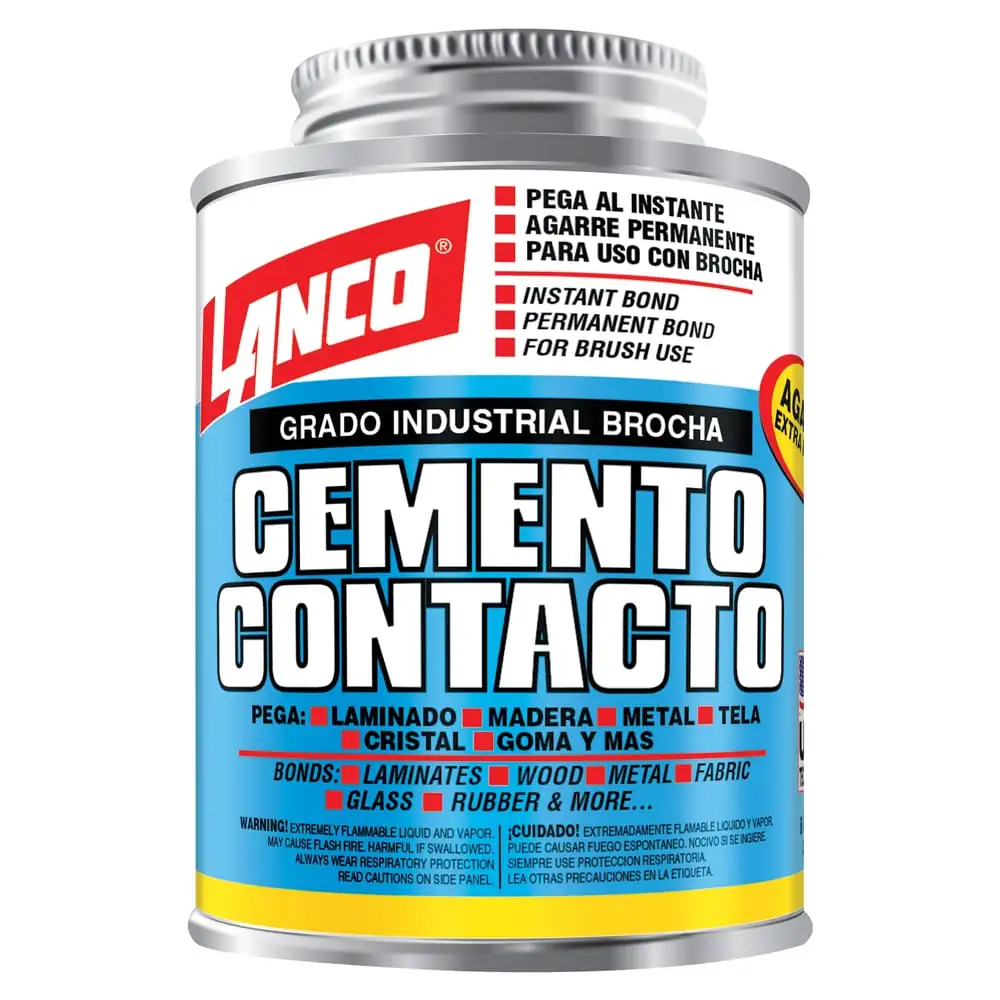 LANCO®
PEGA AL INSTANTE
AGARRE PERMANENTE
PARA USO CON BROCHA
INSTANT BOND
PERMANENT BOND
FOR BRUSH USE
EXTRA
GRADO INDUSTRIAL BROCHA
CEMENTO
CONTACTO
PEGA: ■ LAMINADO ■ MADERA ■ METAL ■ TELA
■ CRISTAL ■ GOMA Y MAS
BONDS: ■ LAMINATES ■ WOOD ■ METAL ■ FABRIC
■ GLASS ■ RUBBER & MORE...
WARNING! EXTREMELY FLAMMABLE LIQUID AND VAPOR.
MAY CAUSE FLASH FIRE. HARMFUL IF SWALLOWED.
ALWAYS WEAR RESPIRATORY PROTECTION
READ CAUTIONS ON SIDE PANEL.
¡CUIDADO! EXTREMADAMENTE FLAMABLE LIQUIDO Y VAPOR.
PUEDE CAUSAR FUEGO ESPONTANEO. NOCIVO SI SE INGIERE.
SIEMPRE USE PROTECCION RESPIRATORIA.
LEA OTRAS PRECAUCIONES EN LA ETIQUETA.